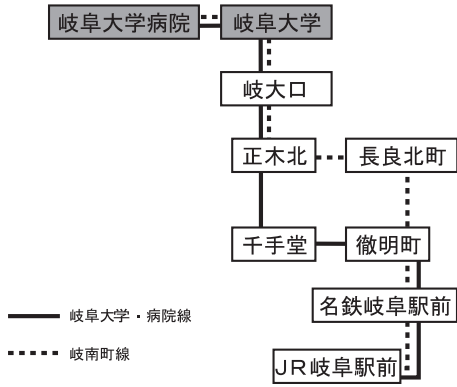 岐阜大学病院
岐阜大学
岐大口
正木北
長良北町
千手堂
徹明町
名鉄岐阜駅前
JR岐阜駅前
岐阜大学・病院線
岐南町線